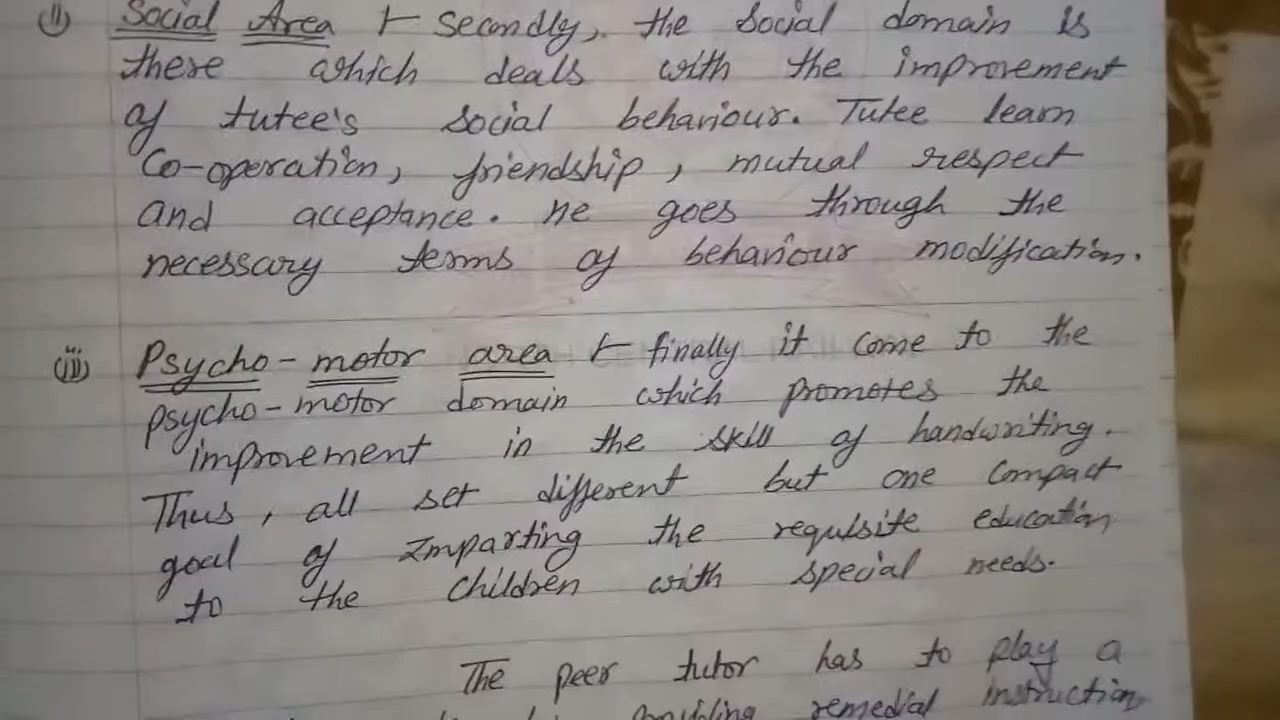 (ii) Social Area :- Secondly, the social domain is
there which deals with the improvement
of tutee's social behaviour. Tutee learn
Co-operation, friendship, mutual respect
and acceptance. He goes through the
necessary terms of behaviour modification.
(iii) Psycho-motor area :- finally it come to the
psycho-motor domain which promotes the
improvement in the skill of handwriting.
Thus, all set different but one compact
goal of Imparting the requisite education
to the children with special needs.
The peer tutor has to play a
providing remedial instruction